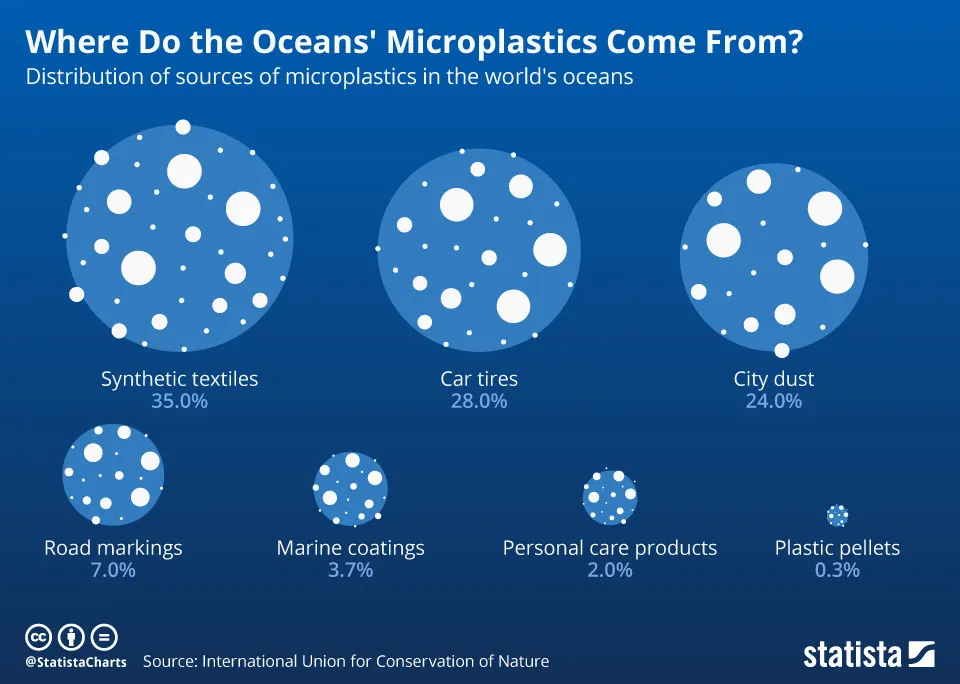 Where Do the Oceans' Microplastics Come From?
Distribution of sources of microplastics in the world's oceans
Synthetic textiles
35.0%
Car tires
28.0%
City dust
24.0%
Road markings
7.0%
Marine coatings
3.7%
Personal care products
2.0%
Plastic pellets
0.3%
cc
@StatistaCharts
Source: International Union for Conservation of Nature
statista